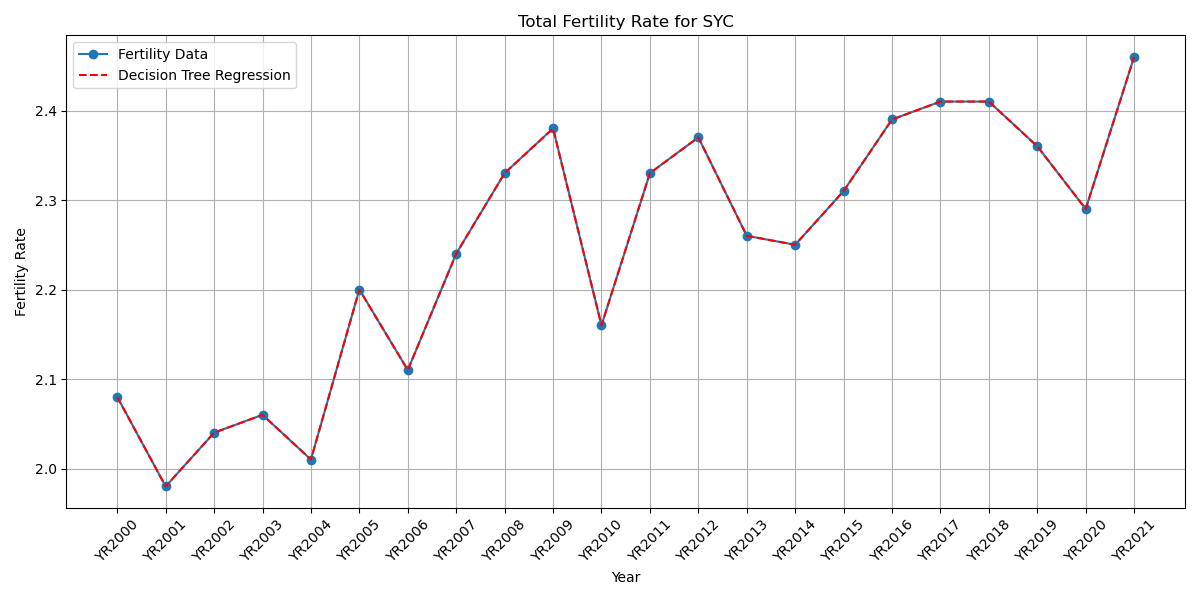 Total Fertility Rate for SYC
Fertility Data
Decision Tree Regression
Fertility Rate
2.4
2.3
2.2
2.1
2.0
YR2000
YR2001
YR2002
YR2003
YR2004
YR2005
YR2006
YR2007
YR2008
YR2009
YR2010
YR2011
YR2012
YR2013
YR2014
YR2015
YR2016
YR2017
YR2018
YR2019
YR2020
YR2021
Year